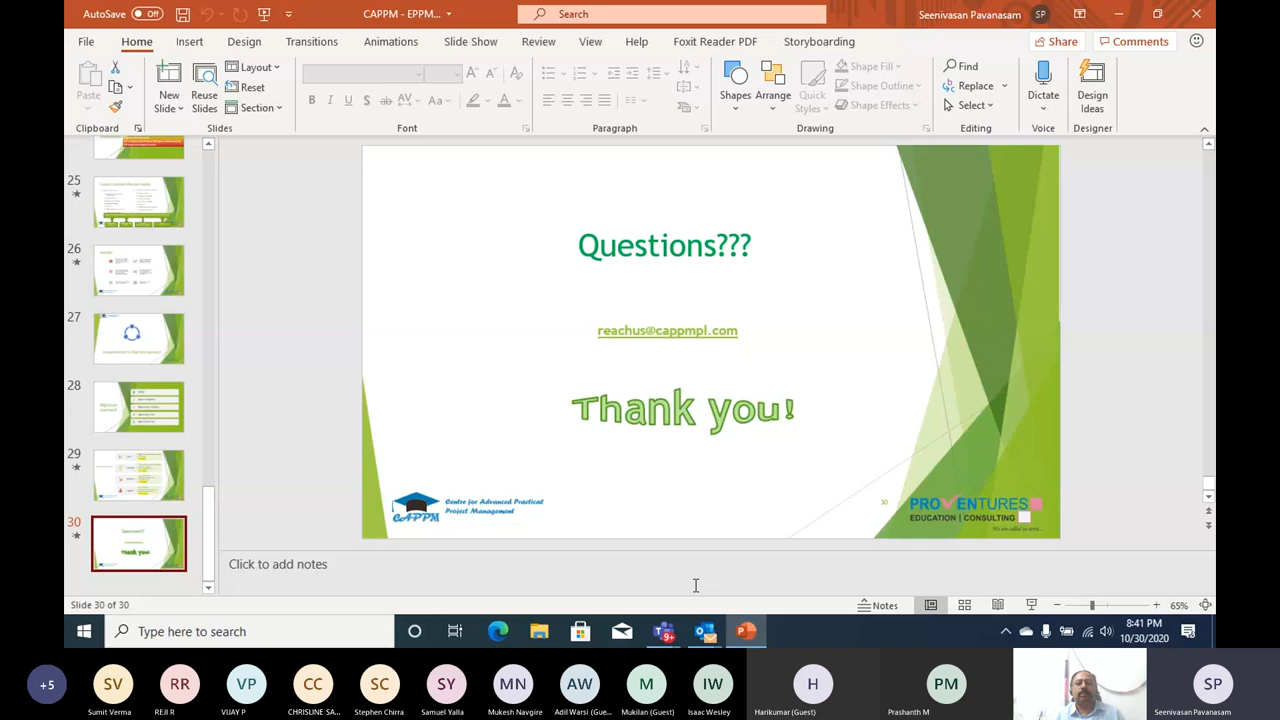 AutoSave Off
CAPPM - EPPM...
Search
Seenivasan Pavanasam SP
File Home Insert Design Transitions Animations Slide Show Review View Help Foxit Reader PDF Storyboarding Share Comments
Paste
New Slide
Reuse Slides
Layout
Reset
Section
Shapes
Arrange
Quick Styles
Shape Fill
Shape Outline
Shape Effects
Find
Replace
Select
Dictate
Design Ideas
Clipboard Slides Font Paragraph Drawing Editing Voice Designer
25
26
27
28
29
30
Questions???
reachus@cappmpl.com
Thank you!
CAPPM
Centre for Advanced Practical
Project Management
30
PROVENTURES
EDUCATION | CONSULTING
Click to add notes
Slide 30 of 30
Notes
65%
Type here to search
9+
8:41 PM
10/30/2020
+5 SV RR VP CC SC SY MN AW M IW H PM SP
Sumit Verma REJI R VIJAY P CHRISLINE SA... Stephen Chirra Samuel Yalla Mukesh Navgire Adil Warsi (Gue... Mukilan (Guest) Isaac Wesley Harikumar (Guest) Prashanth M Seenivasan Pavanasam